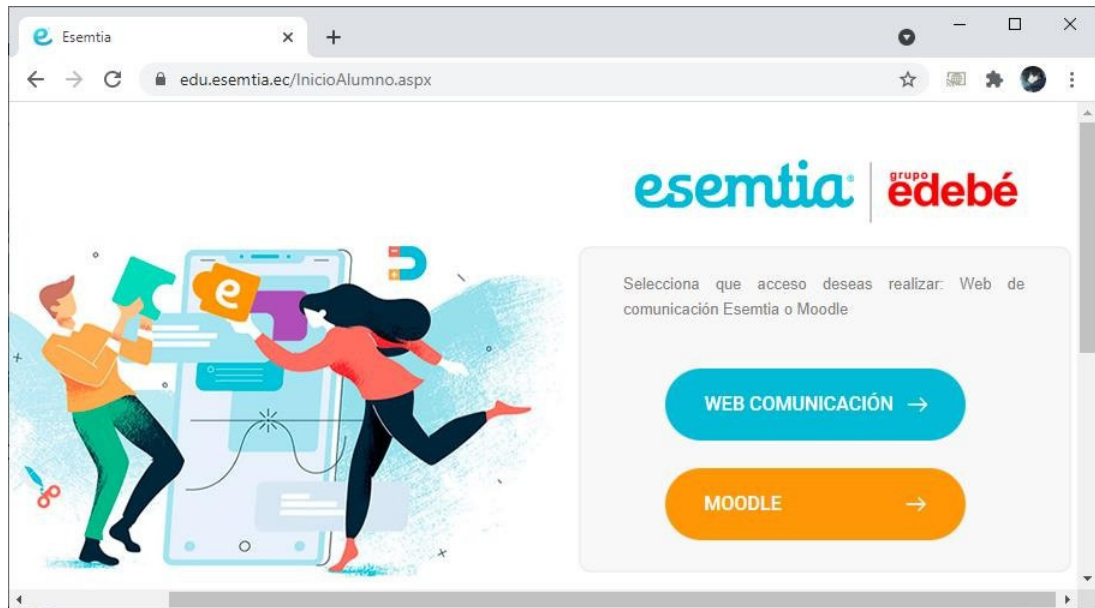 Esemtia
edu.esemtia.ec/InicioAlumno.aspx
esemtia
grupo
edebé
e
Selecciona que acceso deseas realizar: Web de
comunicación Esemtia o Moodle
WEB COMUNICACIÓN →
MOODLE →